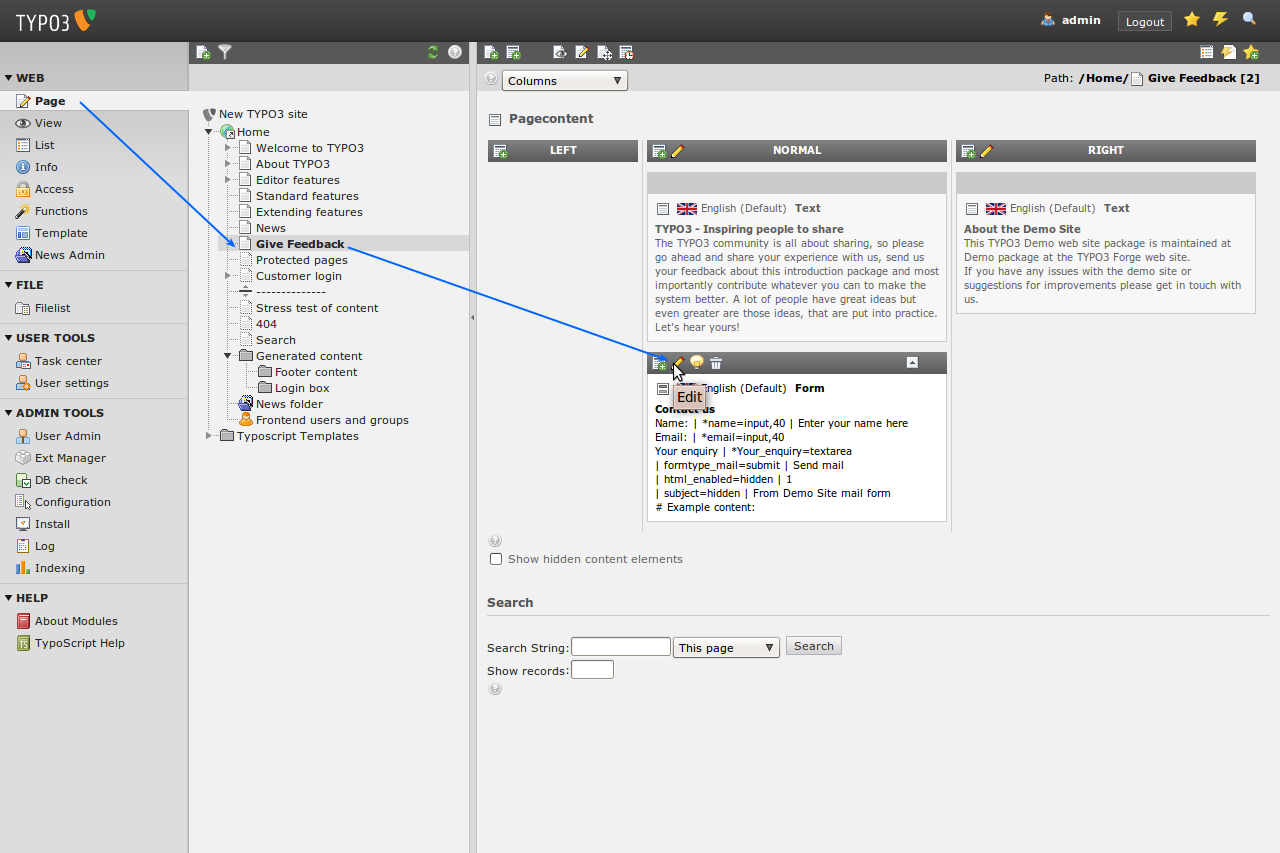 TYPO3
admin
Logout
WEB
Page
View
List
Info
Access
Functions
Template
News Admin
FILE
Filelist
USER TOOLS
Task center
User settings
ADMIN TOOLS
User Admin
Ext Manager
DB check
Configuration
Install
Log
Indexing
HELP
About Modules
TypoScript Help
New TYPO3 site
Home
Welcome to TYPO3
About TYPO3
Editor features
Standard features
Extending features
News
Give Feedback
Protected pages
Customer login
--------------
Stress test of content
404
Search
Generated content
Footer content
Login box
News folder
Frontend users and groups
Typoscript Templates
Columns
Path: /Home/ Give Feedback [2]
Pagecontent
LEFT
NORMAL
English (Default) Text
TYPO3 - Inspiring people to share
The TYPO3 community is all about sharing, so please
go ahead and share your experience with us, send us
your feedback about this introduction package and most
importantly contribute whatever you can to make the
system better. A lot of people have great ideas but
even greater are those ideas, that are put into practice.
Let's hear yours!
English (Default) Form
Edit
Contact us
Name: | *name=input,40 | Enter your name here
Email: | *email=input,40
Your enquiry | *Your_enquiry=textarea
| formtype_mail=submit | Send mail
| html_enabled=hidden | 1
| subject=hidden | From Demo Site mail form
# Example content:
RIGHT
English (Default) Text
About the Demo Site
This TYPO3 Demo web site package is maintained at
Demo package at the TYPO3 Forge web site.
If you have any issues with the demo site or
suggestions for improvements please get in touch with
us.
Show hidden content elements
Search
Search String:
This page
Search
Show records: